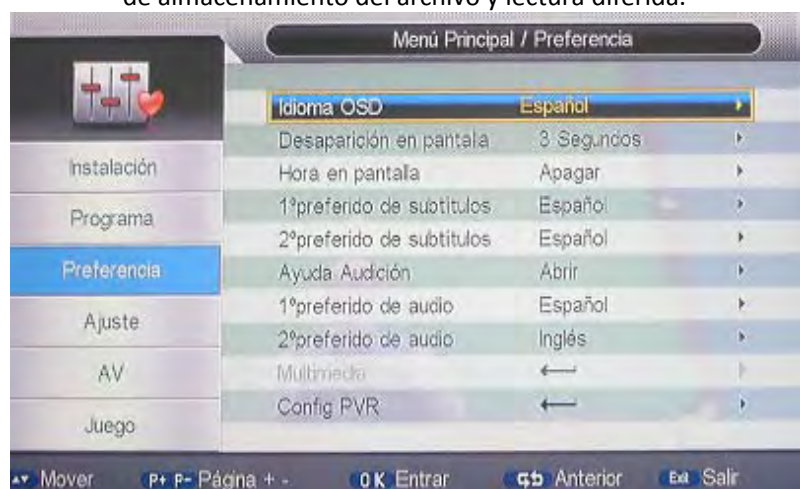 de almacenamiento del archivo y lectura diferida.
Menú Principal / Preferencia
Instalación
Programa
Preferencia
Ajuste
AV
Juego
Idioma OSD Español
Desaparición en pantalla 3 Segundos
Hora en pantalla Apagar
1ºpreferido de subtitulos Español
2ºpreferido de subtitulos Español
Ayuda Audición Abrir
1ºpreferido de audio Español
2ºpreferido de audio Inglés
Multimedia
Config PVR
Mover P+ P- Página + - OK Entrar Anterior Exit Salir